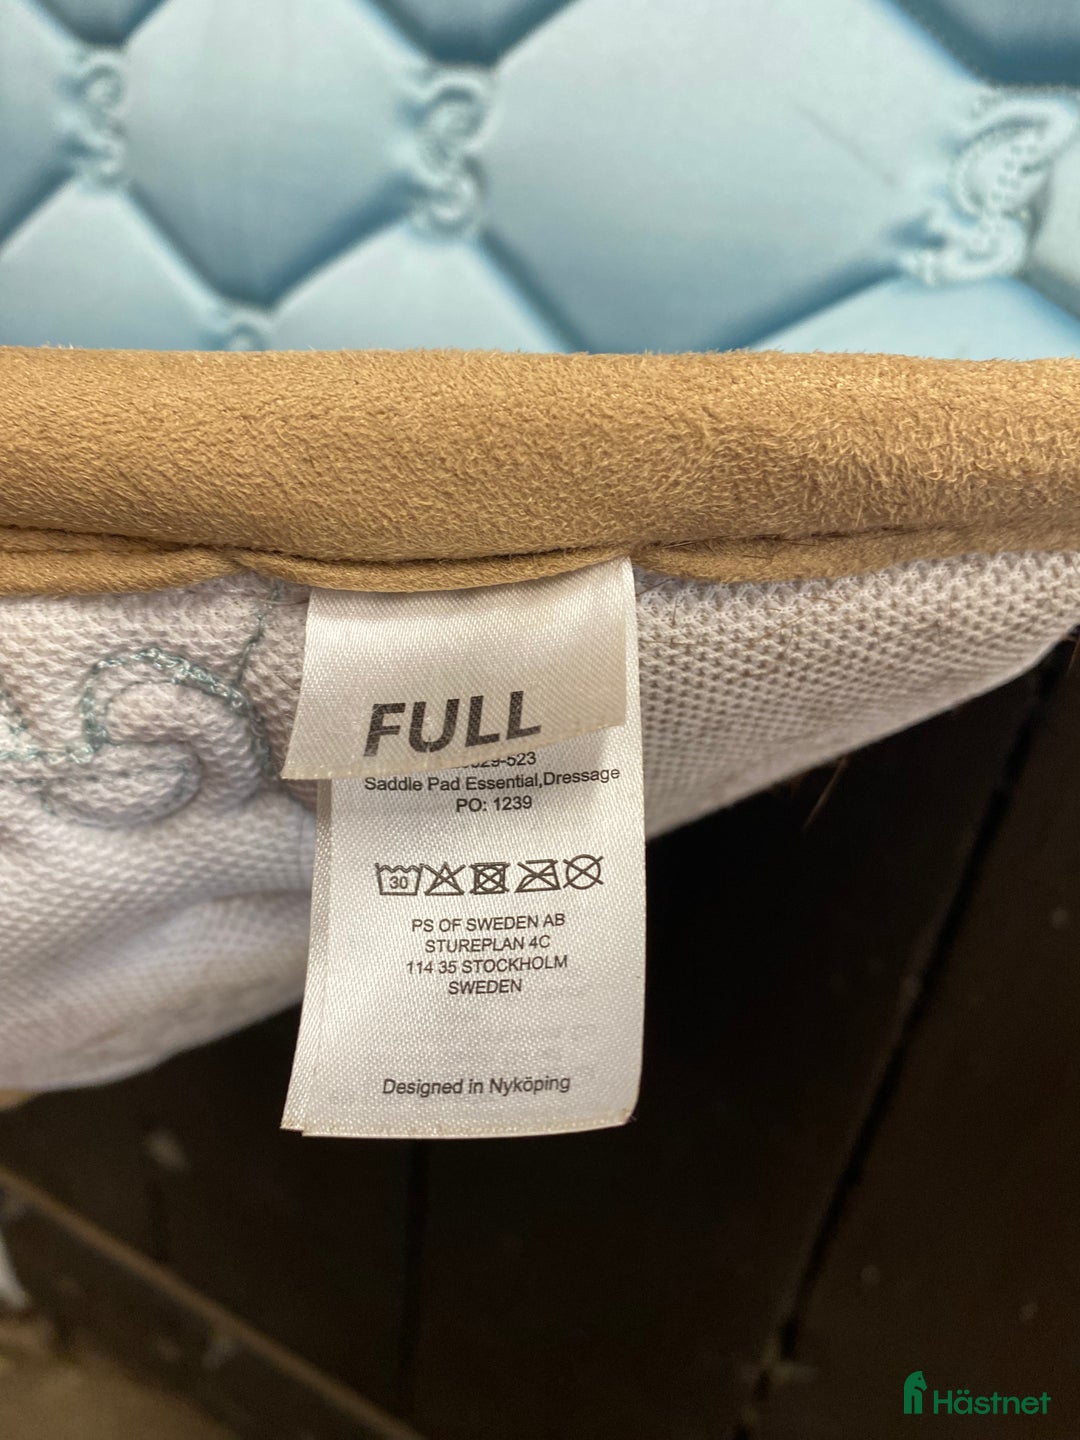 FULL
Saddle Pad Essential,Dressage
PO: 1239
30
PS OF SWEDEN AB
STUREPLAN 4C
114 35 STOCKHOLM
SWEDEN
Designed in Nyköping
Hästnet